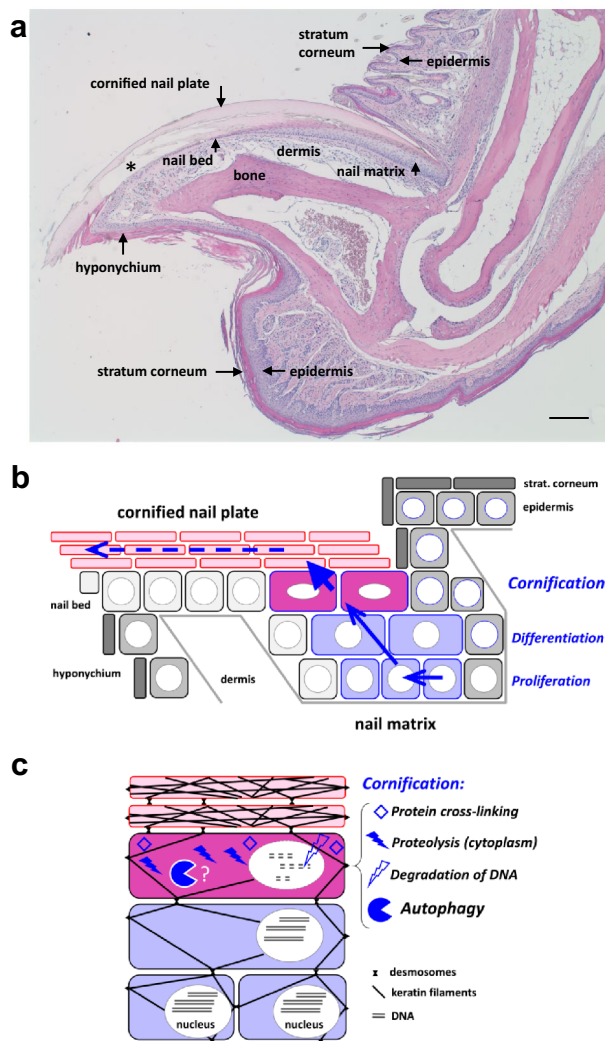 a
stratum
corneum
epidermis
cornified nail plate
nail bed
dermis
*
bone
nail matrix
hyponychium
stratum corneum
epidermis
b
strat. corneum
epidermis
cornified nail plate
Cornification
nail bed
Differentiation
hyponychium
dermis
Proliferation
nail matrix
c
Cornification:
Protein cross-linking
Proteolysis (cytoplasm)
?
Degradation of DNA
Autophagy
desmosomes
keratin filaments
DNA
nucleus
nucleus